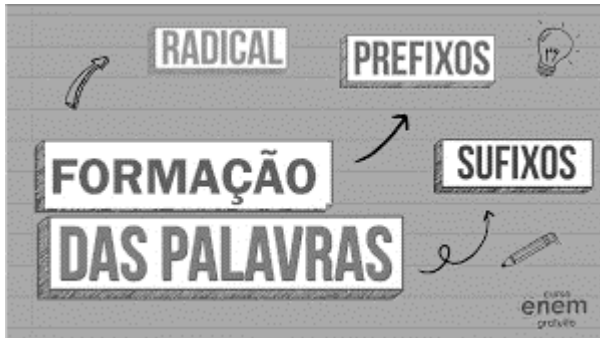 RADICAL
PREFIXOS
FORMAÇÃO
SUFIXOS
DAS PALAVRAS
curso
enem
gratuito